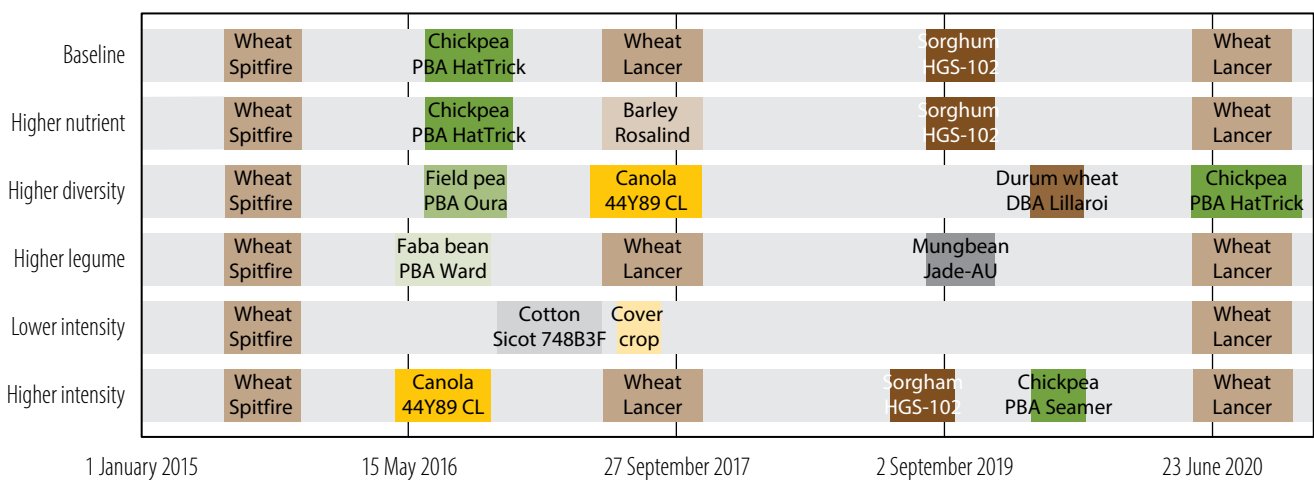 Baseline
Wheat
Spitfire
Chickpea
PBA HatTrick
Wheat
Lancer
Sorghum
HGS-102
Wheat
Lancer
Higher nutrient
Wheat
Spitfire
Chickpea
PBA HatTrick
Barley
Rosalind
Sorghum
HGS-102
Wheat
Lancer
Higher diversity
Wheat
Spitfire
Field pea
PBA Oura
Canola
44Y89 CL
Durum wheat
DBA Lillaroi
Chickpea
PBA HatTrick
Higher legume
Wheat
Spitfire
Faba bean
PBA Ward
Wheat
Lancer
Mungbean
Jade-AU
Wheat
Lancer
Lower intensity
Wheat
Spitfire
Cotton
Sicot 748B3F
Cover
crop
Wheat
Lancer
Higher intensity
Wheat
Spitfire
Canola
44Y89 CL
Wheat
Lancer
Sorgham
HGS-102
Chickpea
PBA Seamer
Wheat
Lancer
1 January 2015
15 May 2016
27 September 2017
2 September 2019
23 June 2020